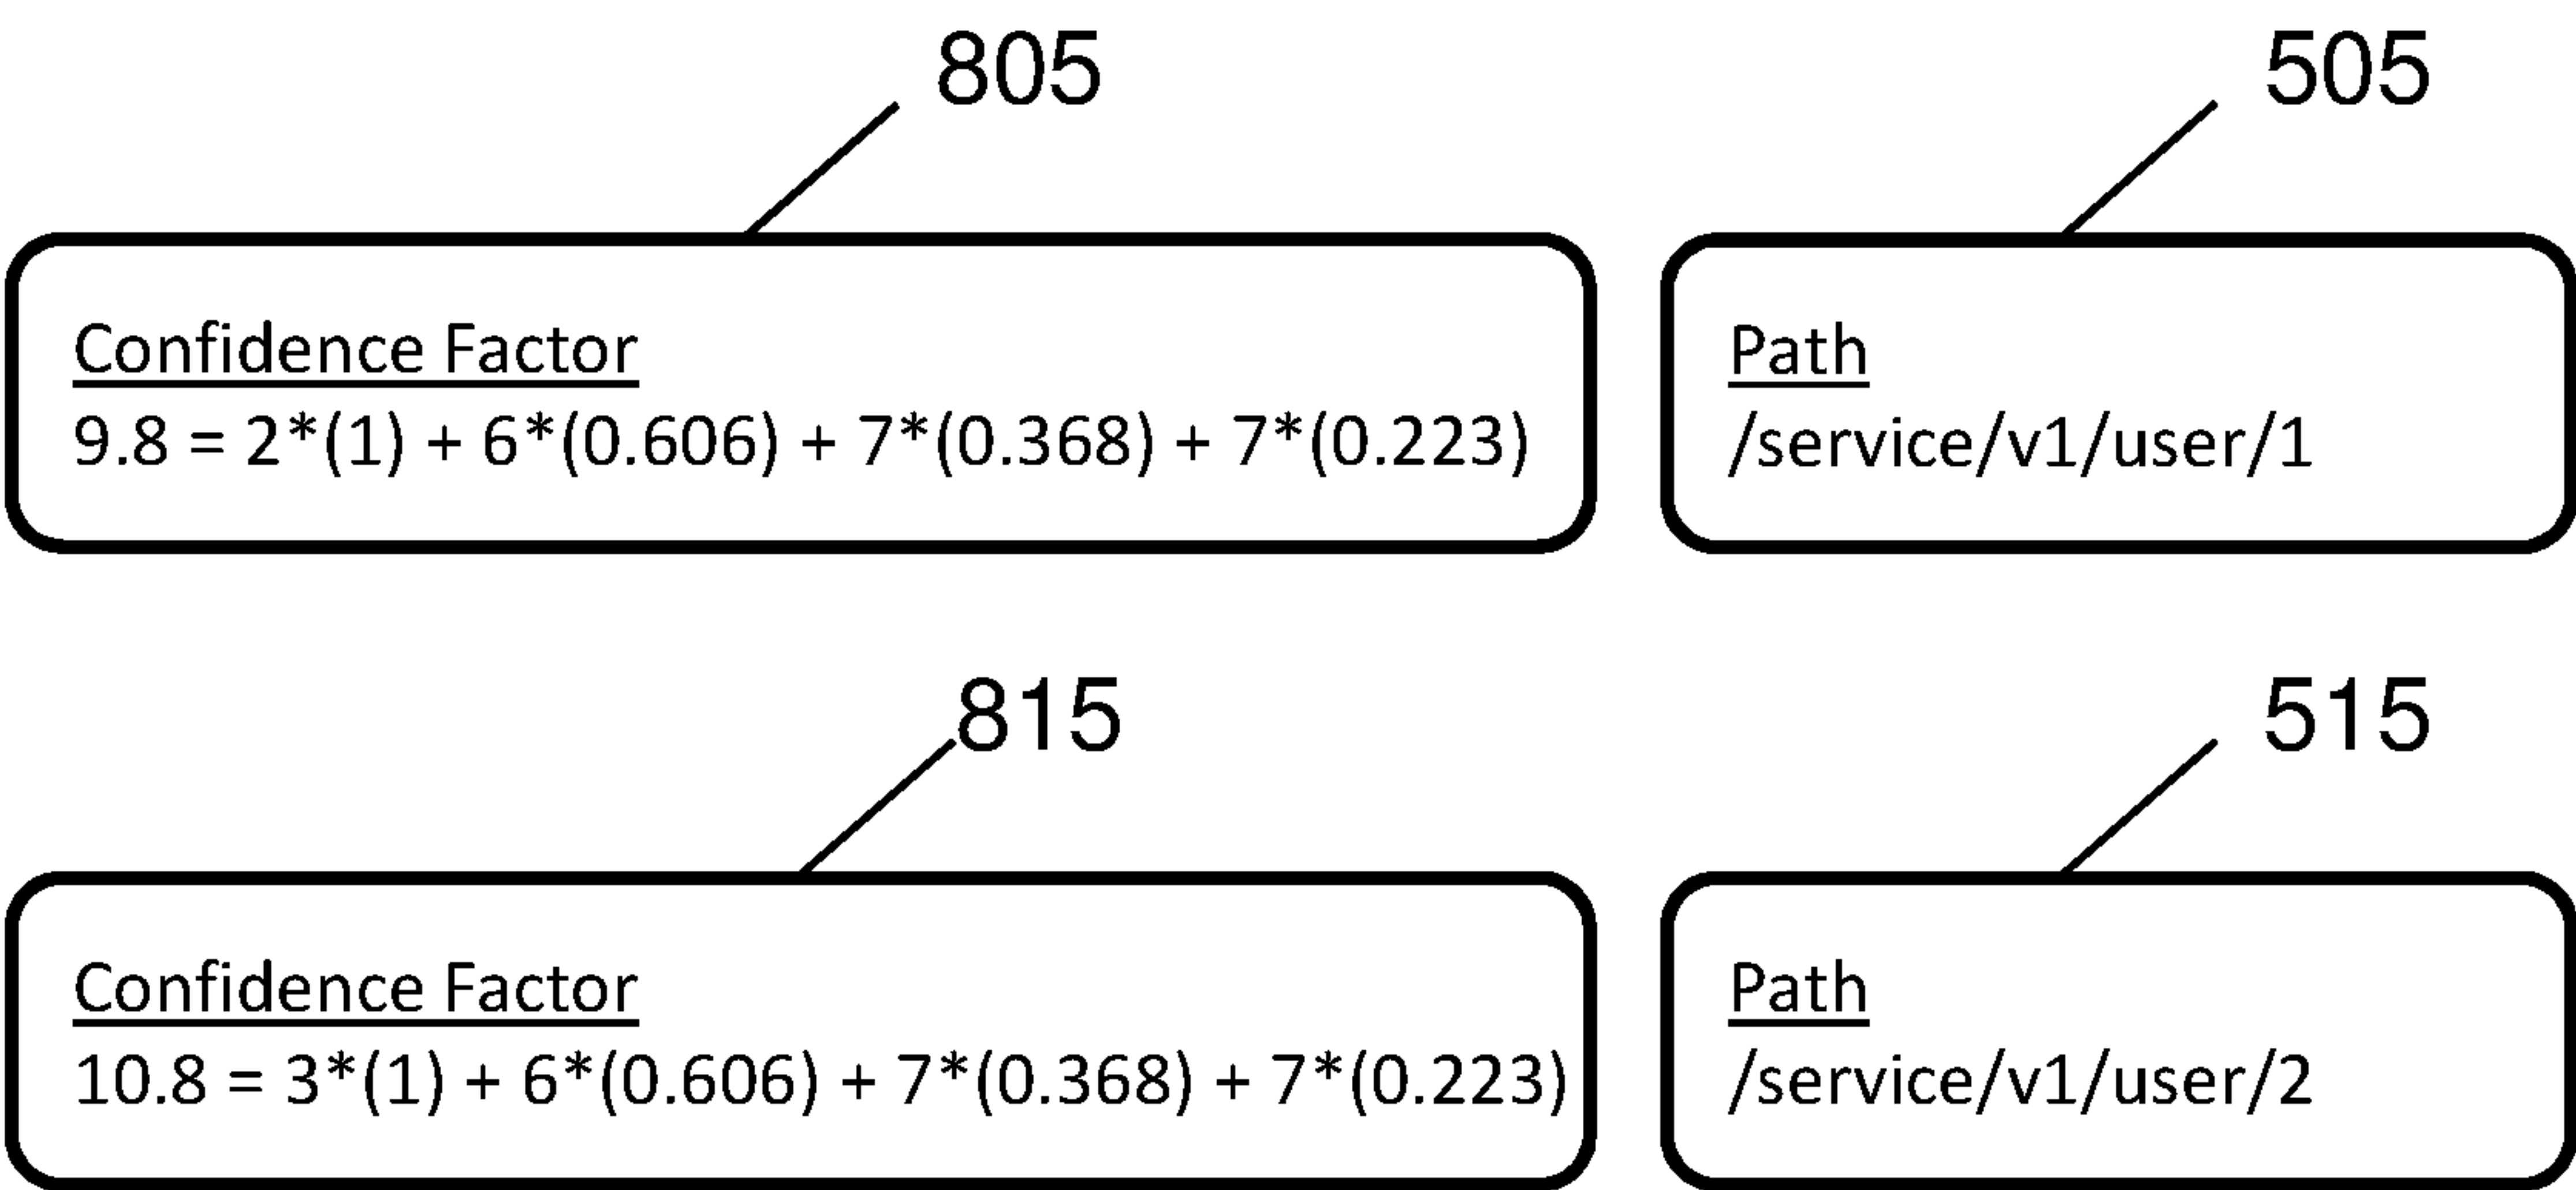 805
505
Confidence Factor
9.8 = 2*(1) + 6*(0.606) + 7*(0.368) + 7*(0.223)
Path
/service/v1/user/1
815
515
Confidence Factor
10.8 = 3*(1) + 6*(0.606) + 7*(0.368) + 7*(0.223)
Path
/service/v1/user/2